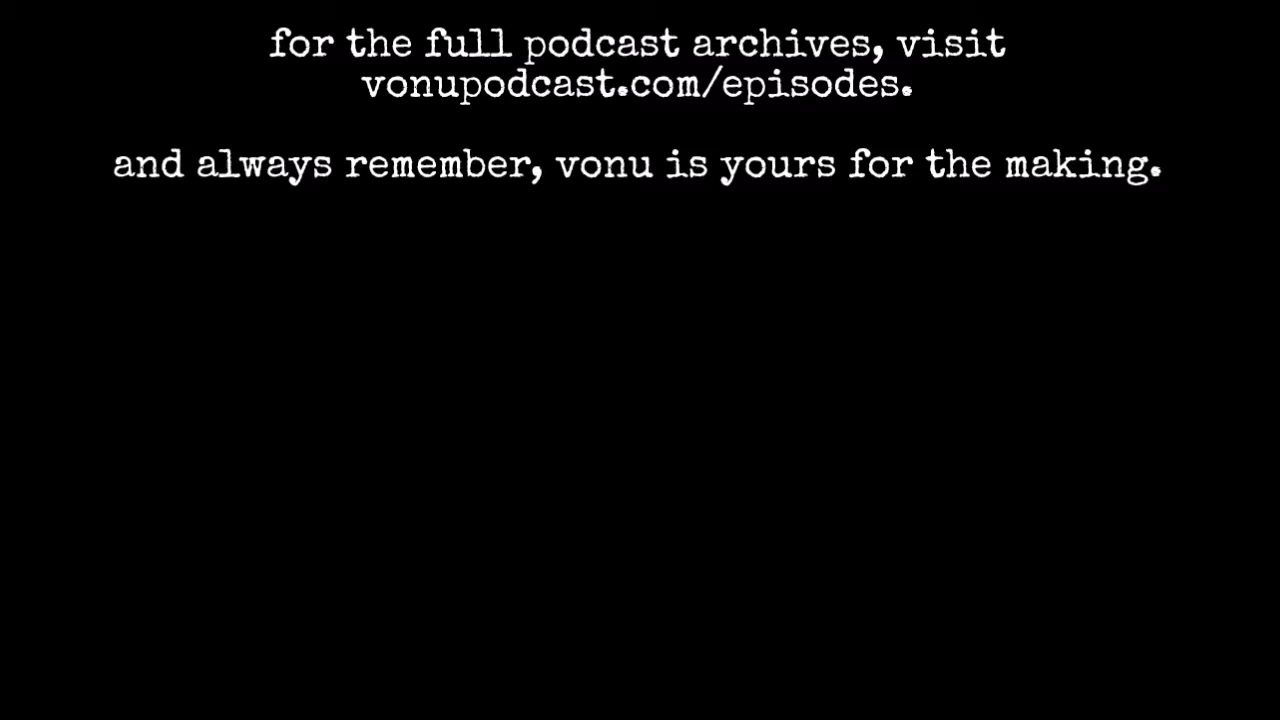 for the full podcast archives, visit
vonupodcast.com/episodes.
and always remember, vonu is yours for the making.